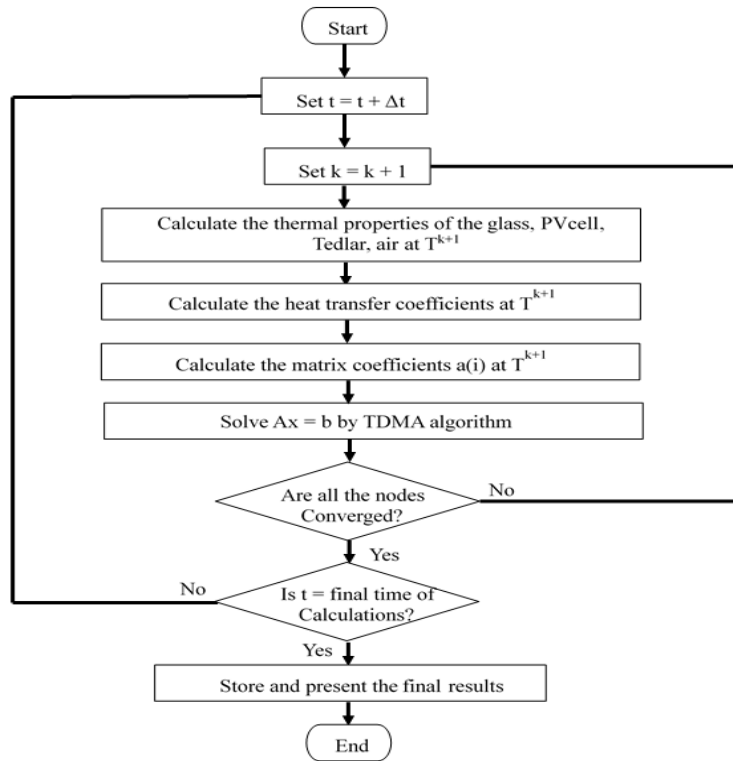 Start
Set t = t + Δt
Set k = k + 1
Calculate the thermal properties of the glass, PVcell,
Tedlar, air at T^k+1
Calculate the heat transfer coefficients at T^k+1
Calculate the matrix coefficients a(i) at T^k+1
Solve Ax = b by TDMA algorithm
Are all the nodes
Converged?
No
Yes
No
Is t = final time of
Calculations?
Yes
Store and present the final results
End